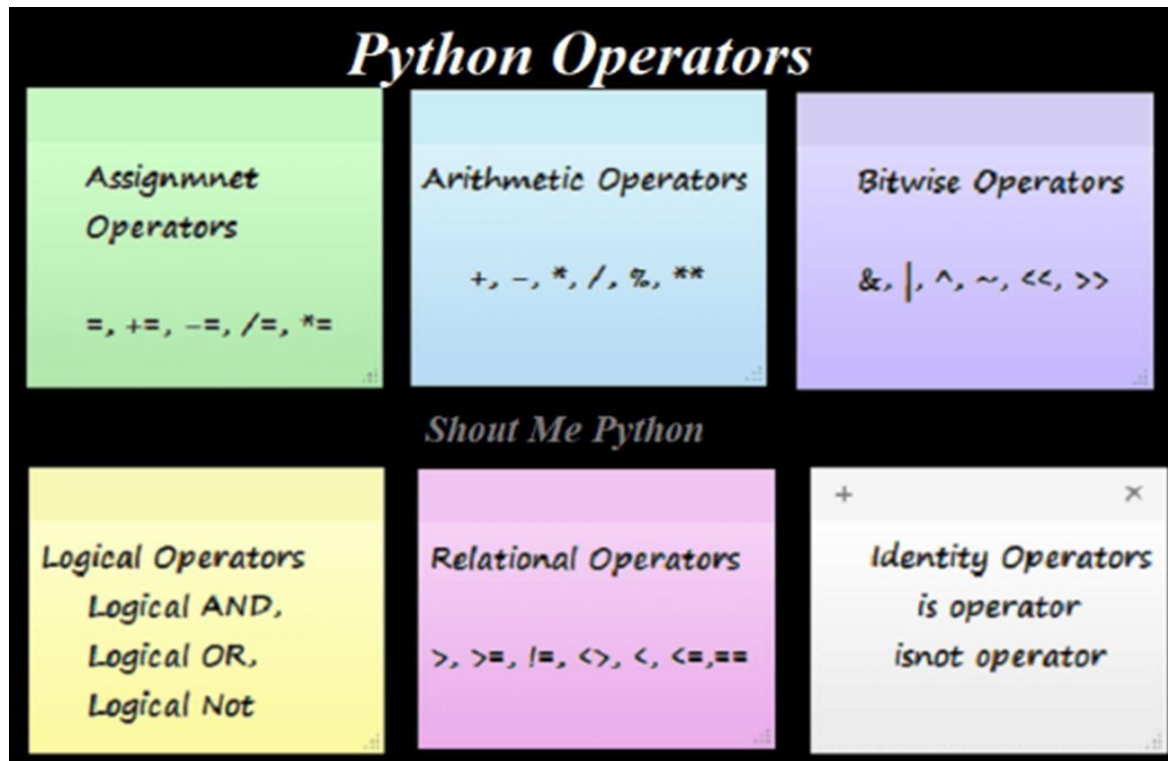 Python Operators
Assignmnet
Operators
=, +=, -=, /=, *=
Arithmetic Operators
+, -, *, /, %, **
Bitwise Operators
&, |, ^, ~, <<, >>
Shout Me Python
Logical Operators
Logical AND,
Logical OR,
Logical Not
Relational Operators
>, >=, !=, <>, <, <=,==
+ ×
Identity Operators
is operator
isnot operator